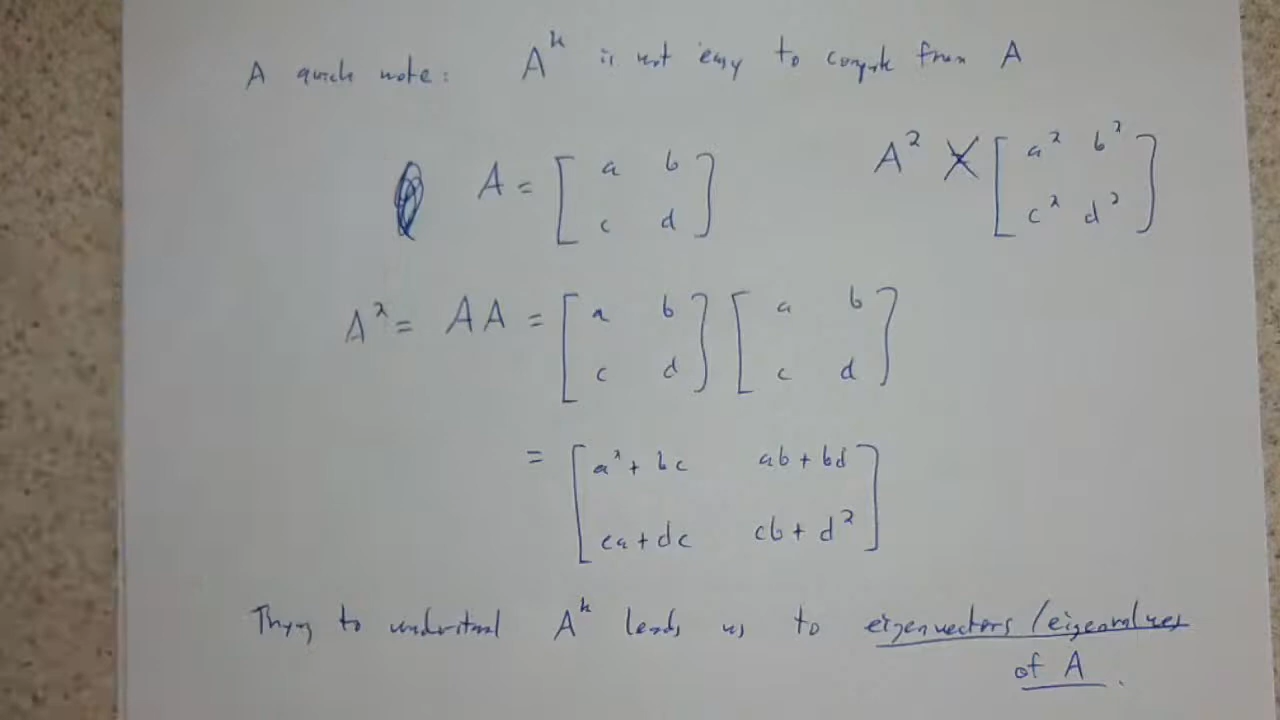 A quick note: A^k is not easy to compute from A
A = [ a b ; c d ]   A^2 ≠ [ a^2 b^2 ; c^2 d^2 ]
A^2 = AA = [ a b ; c d ] [ a b ; c d ]
= [ a^2 + bc   ab + bd ; ca + dc   cb + d^2 ]
Trying to understand A^k leads us to eigenvectors / eigenvalues
of A.